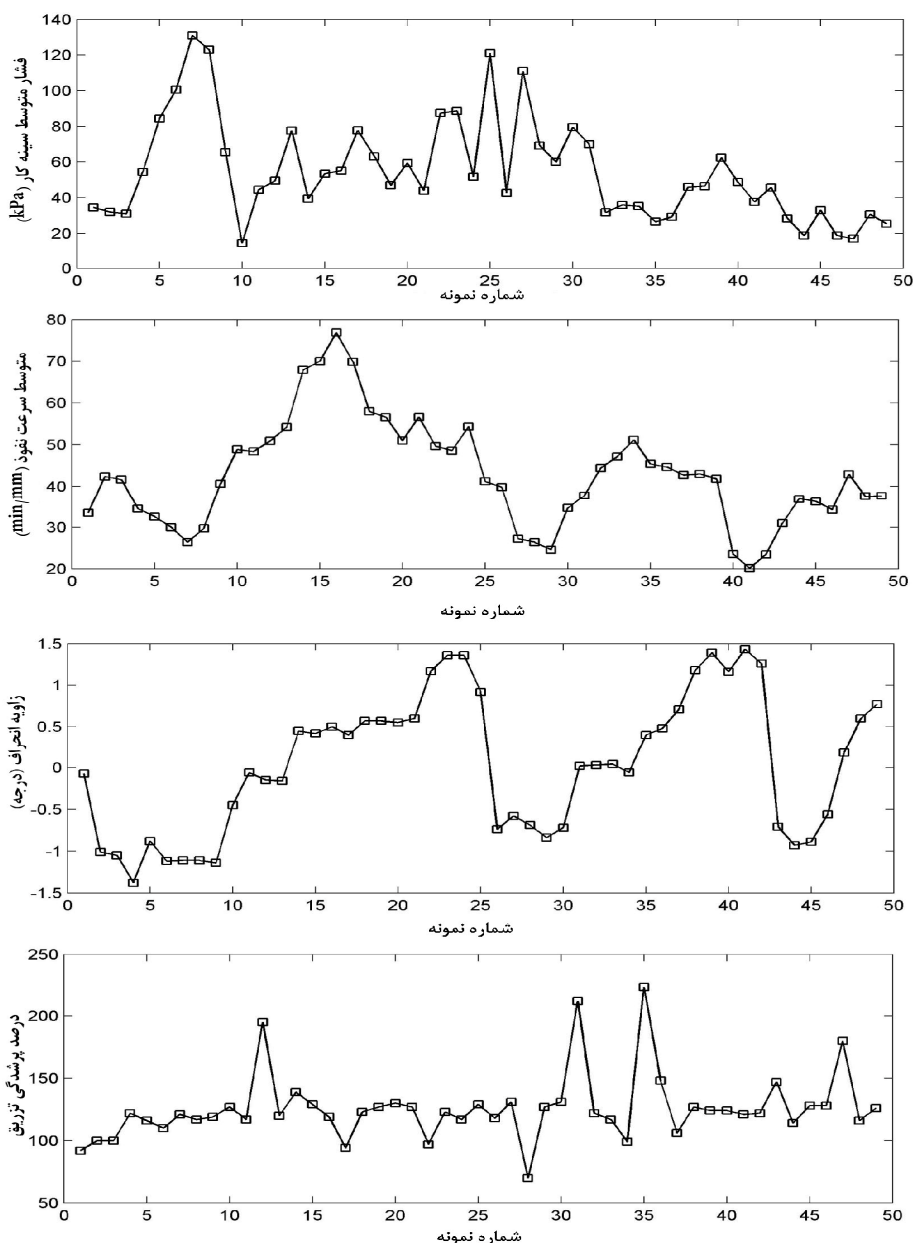 فشار متوسط سینه کار (kPa)
140
120
100
80
60
40
20
0
0 5 10 15 20 25 30 35 40 45 50
شماره نمونه
متوسط سرعت نفوذ (min/mm)
80
70
60
50
40
30
20
0 5 10 15 20 25 30 35 40 45 50
شماره نمونه
زاویه انحراف (درجه)
1.5
1
0.5
0
-0.5
-1
-1.5
0 5 10 15 20 25 30 35 40 45 50
شماره نمونه
درصد پرشدگی تزریق
250
200
150
100
50
0 5 10 15 20 25 30 35 40 45 50
شماره نمونه